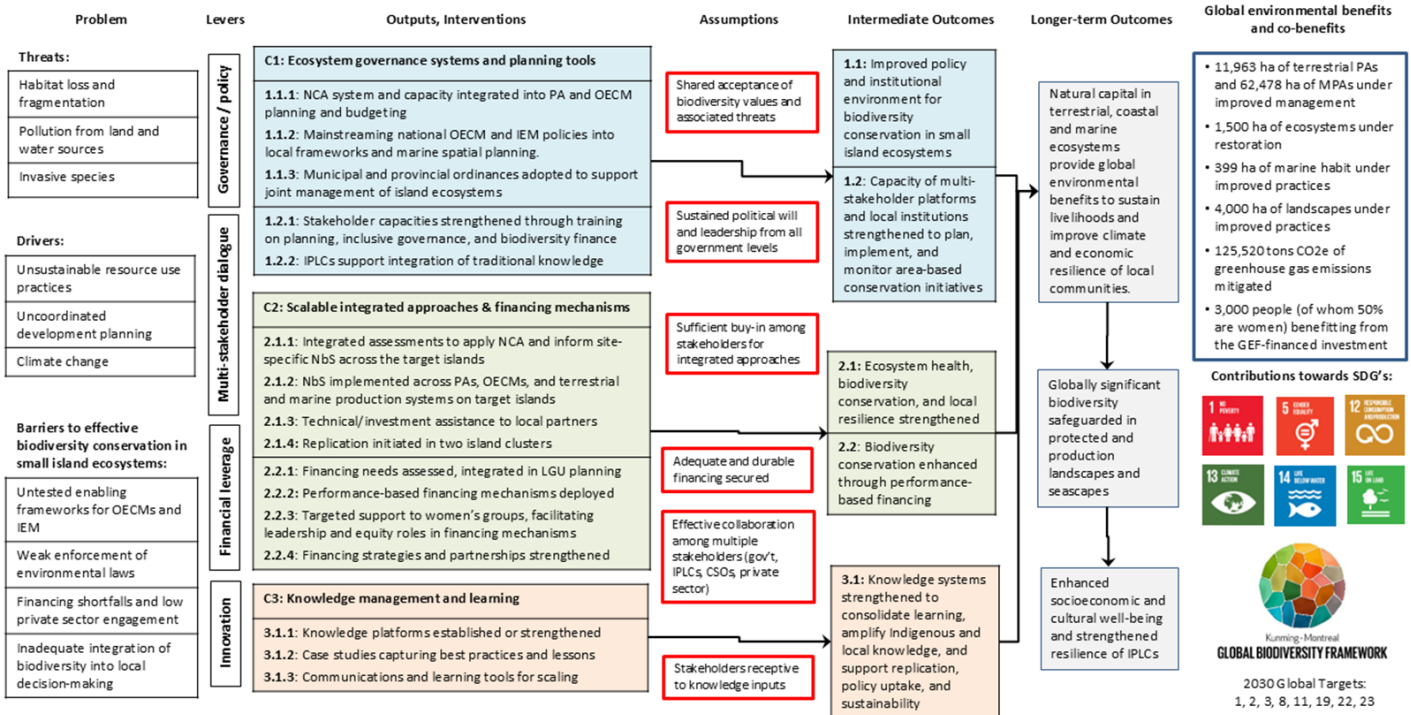 Problem
Levers
Outputs, Interventions
Assumptions
Intermediate Outcomes
Longer-term Outcomes
Global environmental benefits
and co-benefits
Threats:
Habitat loss and
fragmentation
Pollution from land and
water sources
Invasive species
Drivers:
Unsustainable resource use
practices
Uncoordinated
development planning
Climate change
Barriers to effective
biodiversity conservation in
small island ecosystems:
Untested enabling
frameworks for OECMs and
IEM
Weak enforcement of
environmental laws
Financing shortfalls and low
private sector engagement
Inadequate integration of
biodiversity into local
decision-making
Governance / policy
Multi-stakeholder dialogue
Financial leverage
Innovation
C1: Ecosystem governance systems and planning tools
1.1.1: NCA system and capacity integrated into PA and OECM
planning and budgeting
1.1.2: Mainstreaming national OECM and IEM policies into
local frameworks and marine spatial planning.
1.1.3: Municipal and provincial ordinances adopted to support
joint management of island ecosystems
1.2.1: Stakeholder capacities strengthened through training
on planning, inclusive governance, and biodiversity finance
1.2.2: IPLCs support integration of traditional knowledge
C2: Scalable integrated approaches & financing mechanisms
2.1.1: Integrated assessments to apply NCA and inform site-
specific NbS across the target islands
2.1.2: NbS implemented across PAs, OECMs, and terrestrial
and marine production systems on target islands
2.1.3: Technical/investment assistance to local partners
2.1.4: Replication initiated in two island clusters
2.2.1: Financing needs assessed, integrated in LGU planning
2.2.2: Performance-based financing mechanisms deployed
2.2.3: Targeted support to women's groups, facilitating
leadership and equity roles in financing mechanisms
2.2.4: Financing strategies and partnerships strengthened
C3: Knowledge management and learning
3.1.1: Knowledge platforms established or strengthened
3.1.2: Case studies capturing best practices and lessons
3.1.3: Communications and learning tools for scaling
Shared acceptance of
biodiversity values and
associated threats
Sustained political will
and leadership from all
government levels
Sufficient buy-in among
stakeholders for
integrated approaches
Adequate and durable
financing secured
Effective collaboration
among multiple
stakeholders (gov't,
IPLCs, CSOs, private
sector)
Stakeholders receptive
to knowledge inputs
1.1: Improved policy
and institutional
environment for
biodiversity
conservation in small
island ecosystems
1.2: Capacity of multi-
stakeholder platforms
and local institutions
strengthened to plan,
implement, and
monitor area-based
conservation initiatives
2.1: Ecosystem health,
biodiversity
conservation, and local
resilience strengthened
2.2: Biodiversity
conservation enhanced
through performance-
based financing
3.1: Knowledge systems
strengthened to
consolidate learning,
amplify Indigenous and
local knowledge, and
support replication,
policy uptake, and
sustainability
Natural capital in
terrestrial, coastal
and marine
ecosystems
provide global
environmental
benefits to sustain
livelihoods and
improve climate
and economic
resilience of local
communities.
Globally significant
biodiversity
safeguarded in
protected and
production
landscapes and
seascapes
Enhanced
socioeconomic and
cultural well-being
and strengthened
resilience of IPLCs
• 11,963 ha of terrestrial PAs
and 62,478 ha of MPAs under
improved management
• 1,500 ha of ecosystems under
restoration
• 399 ha of marine habit under
improved practices
• 4,000 ha of landscapes under
improved practices
• 125,520 tons CO2e of
greenhouse gas emissions
mitigated
• 3,000 people (of whom 50%
are women) benefitting from
the GEF-financed investment
Contributions towards SDG's:
1 NO
POVERTY
5 GENDER
EQUALITY
12 RESPONSIBLE
CONSUMPTION
AND PRODUCTION
13 CLIMATE
ACTION
14 LIFE
BELOW WATER
15 LIFE
ON LAND
Kunming-Montreal
GLOBAL BIODIVERSITY FRAMEWORK
2030 Global Targets:
1, 2, 3, 8, 11, 19, 22, 23